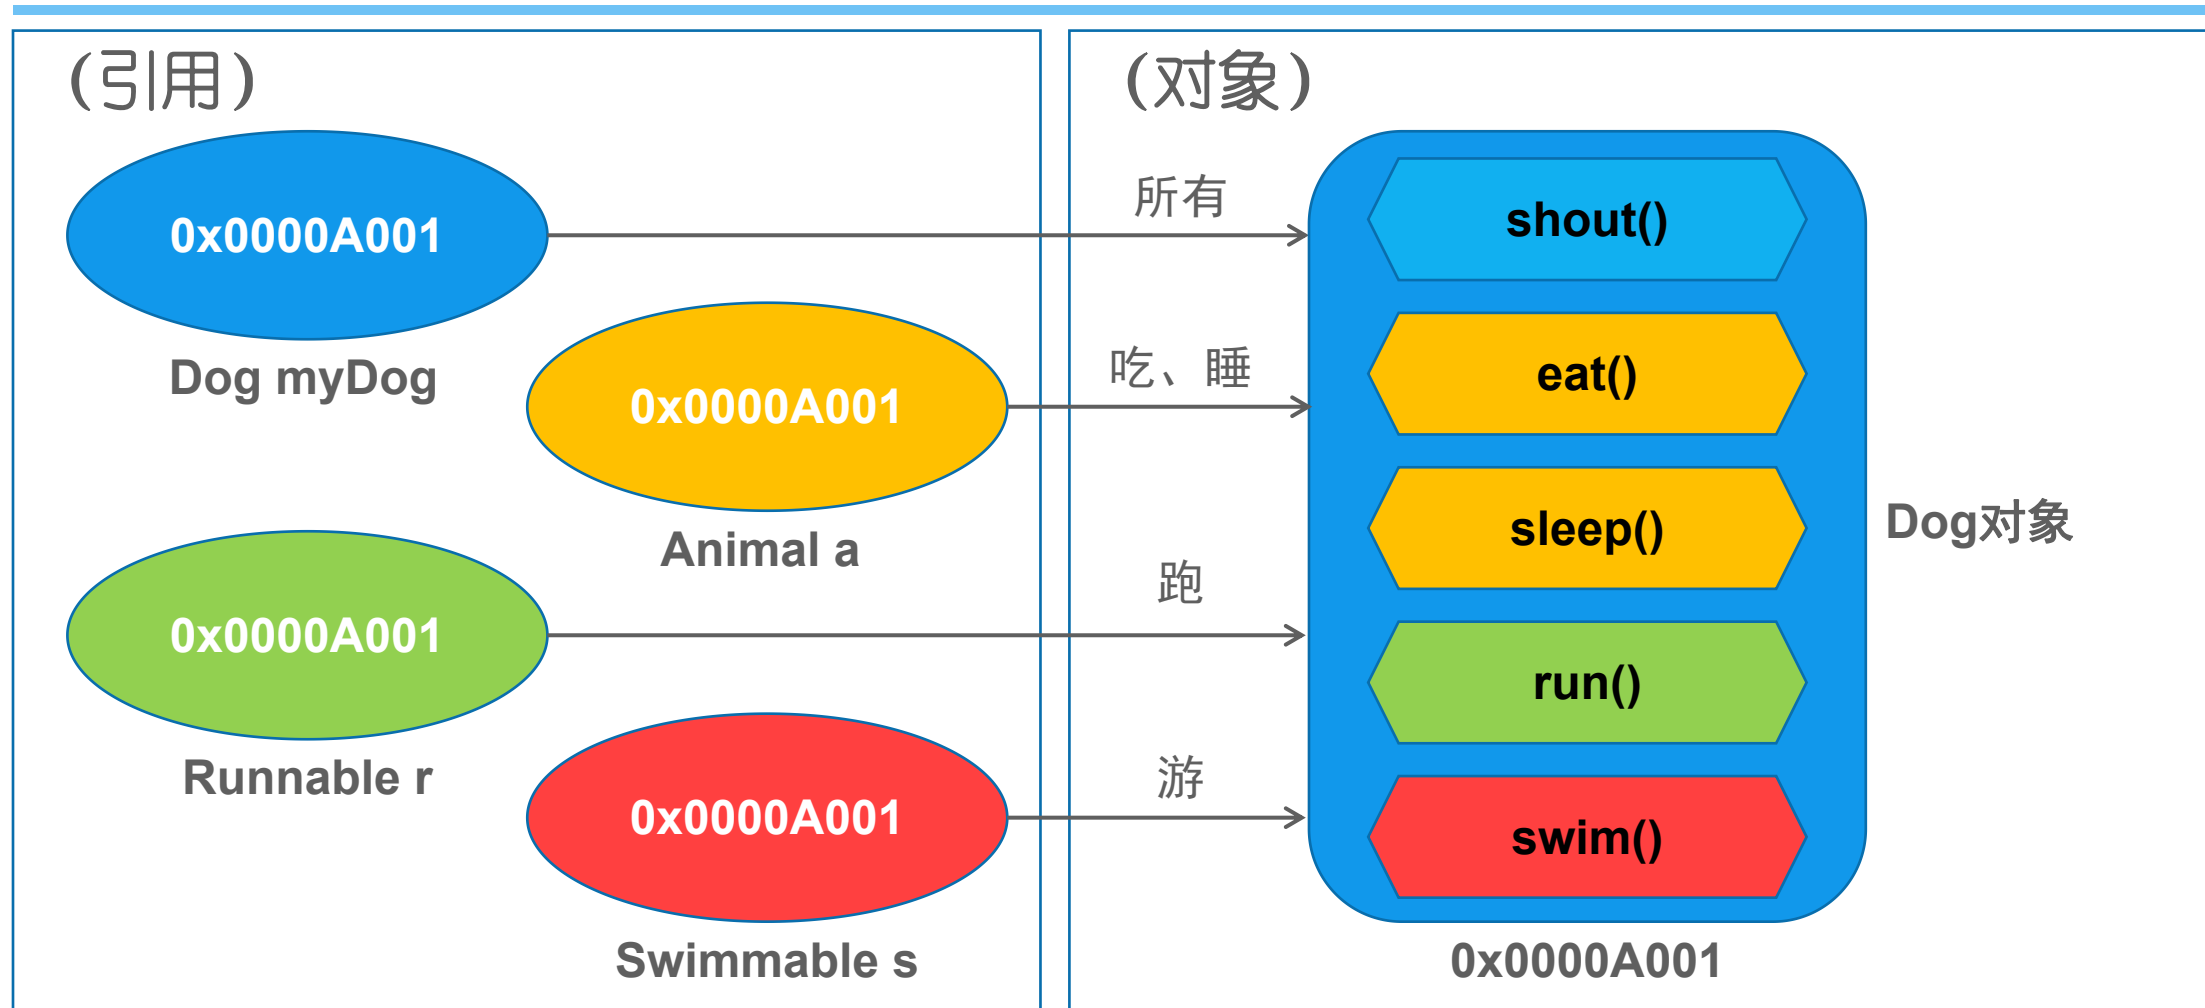 (引用)
(对象)
0x0000A001
Dog myDog
所有
0x0000A001
Animal a
吃、睡
0x0000A001
Runnable r
跑
0x0000A001
Swimmable s
游
shout()
eat()
sleep()
run()
swim()
Dog对象
0x0000A001